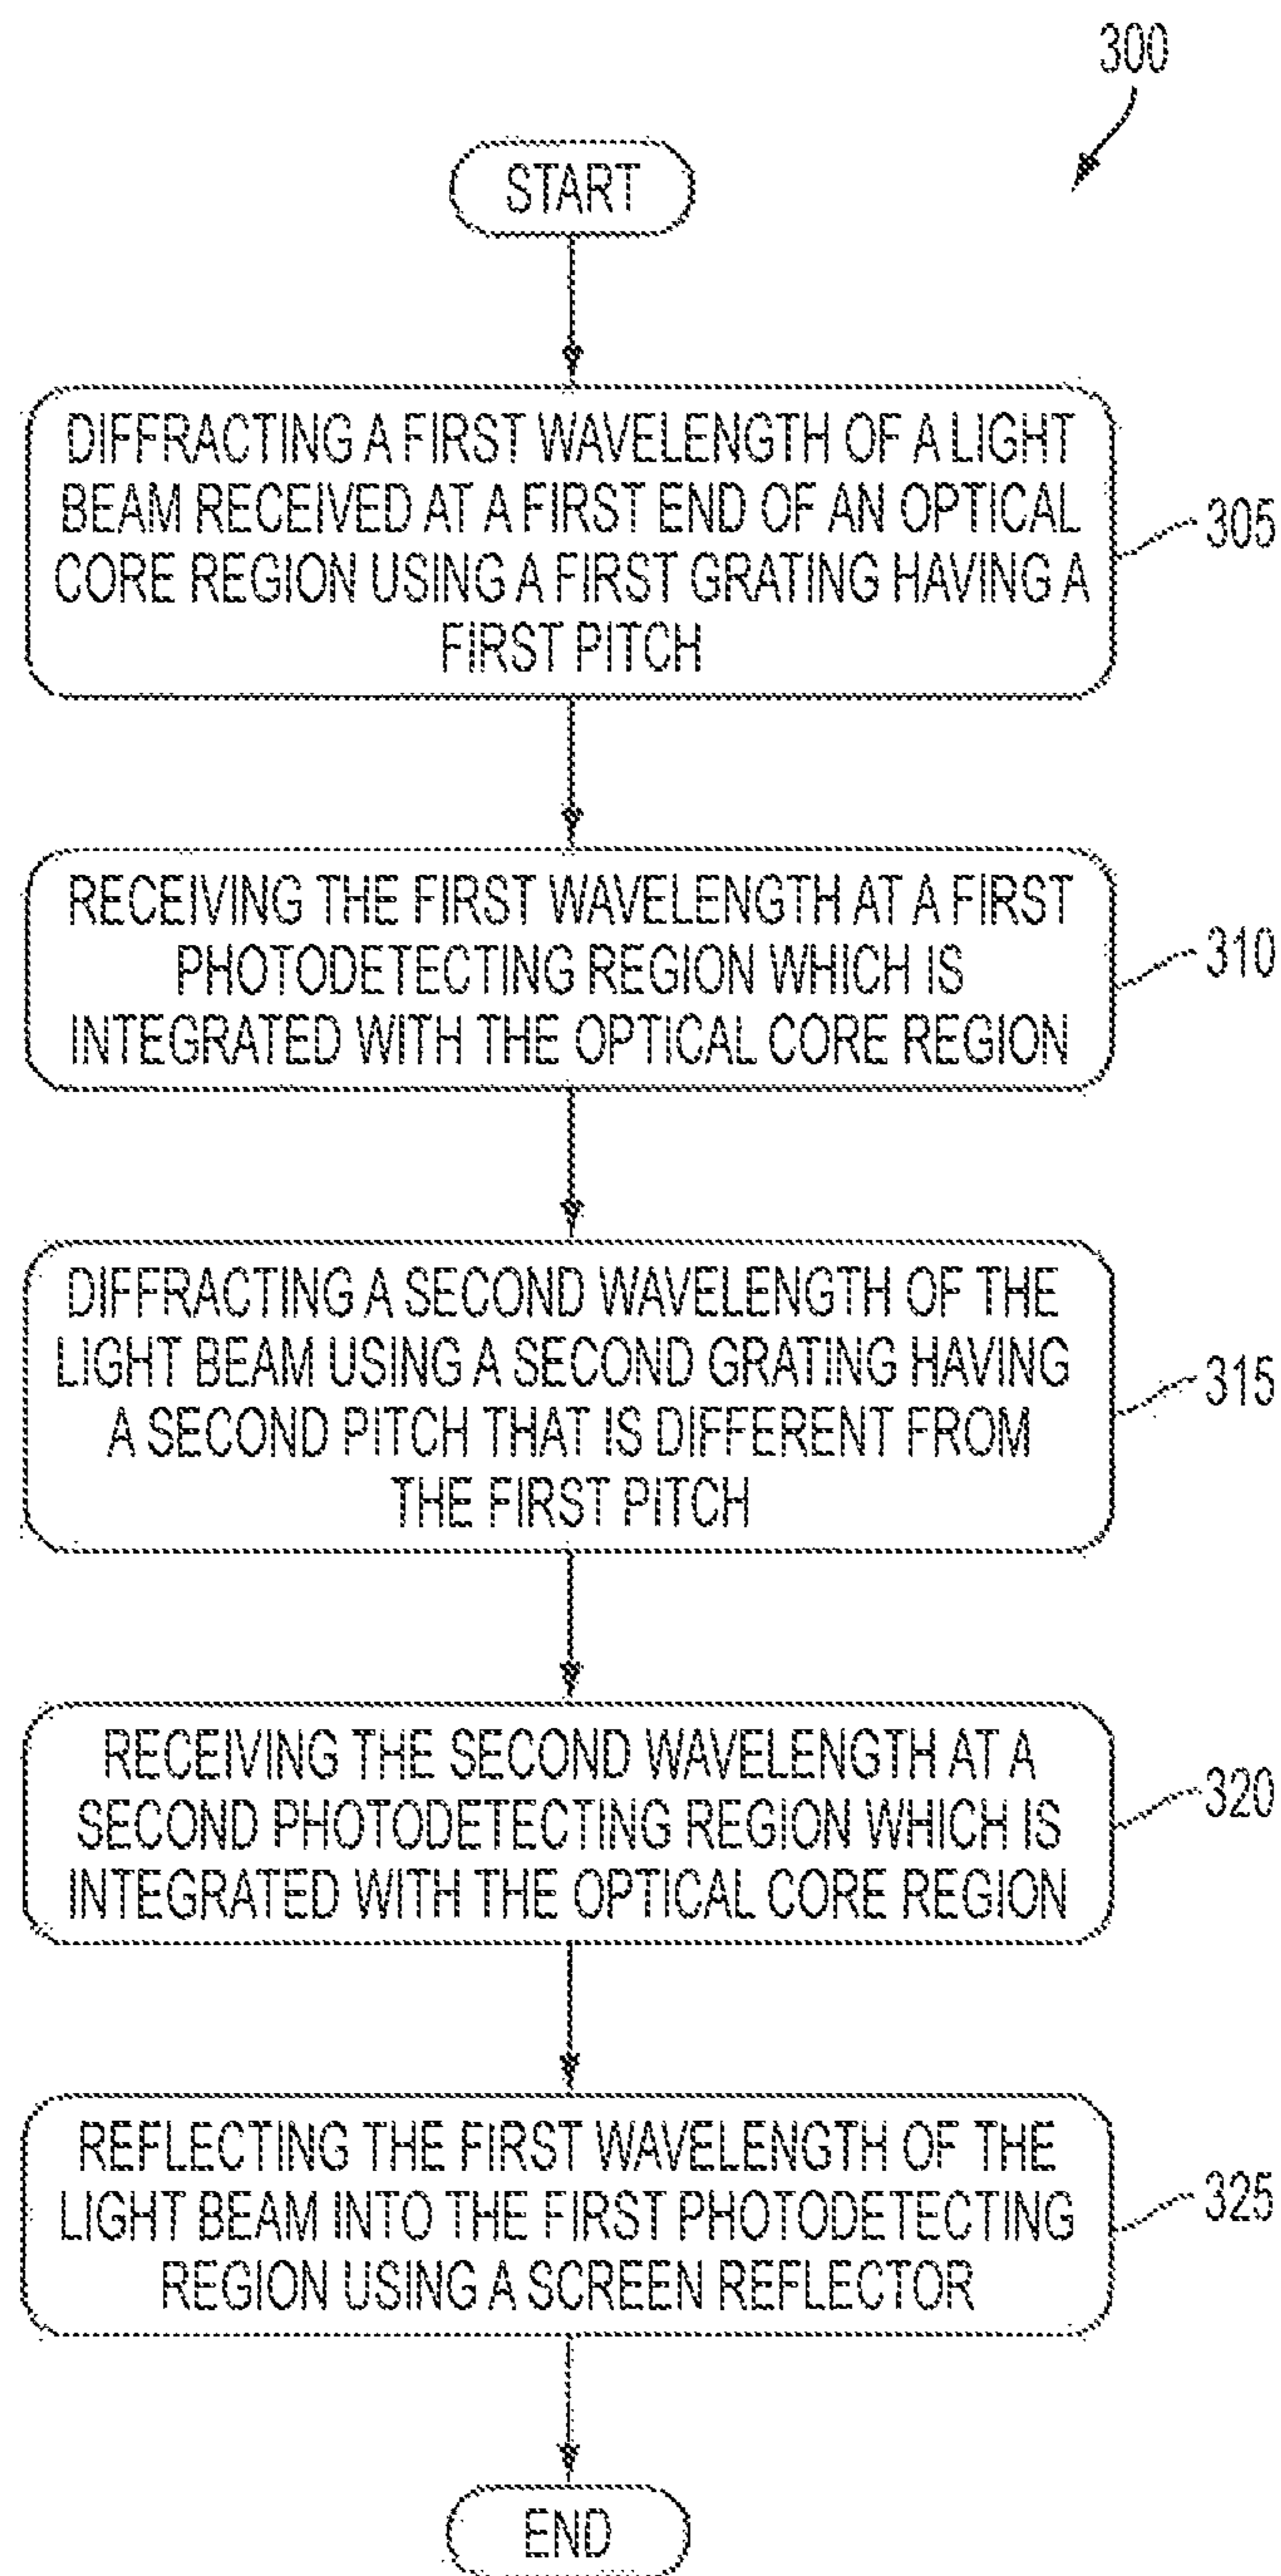 300
START
DIFFRACTING A FIRST WAVELENGTH OF A LIGHT
BEAM RECEIVED AT A FIRST END OF AN OPTICAL
CORE REGION USING A FIRST GRATING HAVING A
FIRST PITCH
305
RECEIVING THE FIRST WAVELENGTH AT A FIRST
PHOTODETECTING REGION WHICH IS
INTEGRATED WITH THE OPTICAL CORE REGION
310
DIFFRACTING A SECOND WAVELENGTH OF THE
LIGHT BEAM USING A SECOND GRATING HAVING
A SECOND PITCH THAT IS DIFFERENT FROM
THE FIRST PITCH
315
RECEIVING THE SECOND WAVELENGTH AT A
SECOND PHOTODETECTING REGION WHICH IS
INTEGRATED WITH THE OPTICAL CORE REGION
320
REFLECTING THE FIRST WAVELENGTH OF THE
LIGHT BEAM INTO THE FIRST PHOTODETECTING
REGION USING A SCREEN REFLECTOR
325
END